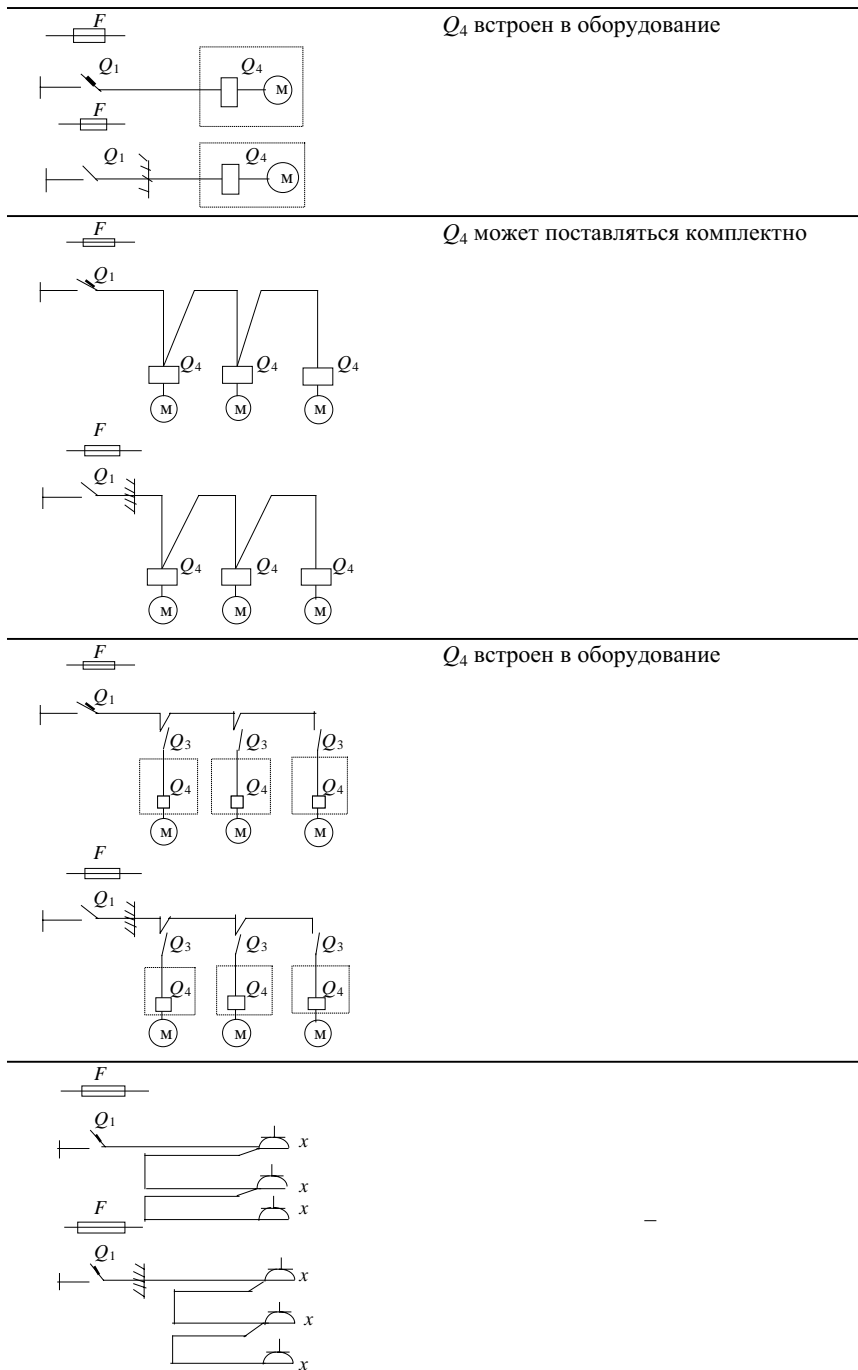 F
Q4 встроен в оборудование
Q1 Q4
М
F
Q1 Q4
М
F
Q4 может поставляться комплектно
Q1
Q4 Q4 Q4
М М М
F
Q1
Q4 Q4 Q4
М М М
F
Q4 встроен в оборудование
Q1
Q3 Q3 Q3
Q4 Q4 Q4
М М М
F
Q1
Q3 Q3 Q3
Q4 Q4 Q4
М М М
F
Q1
x
x
F x
–
Q1
x
x
x